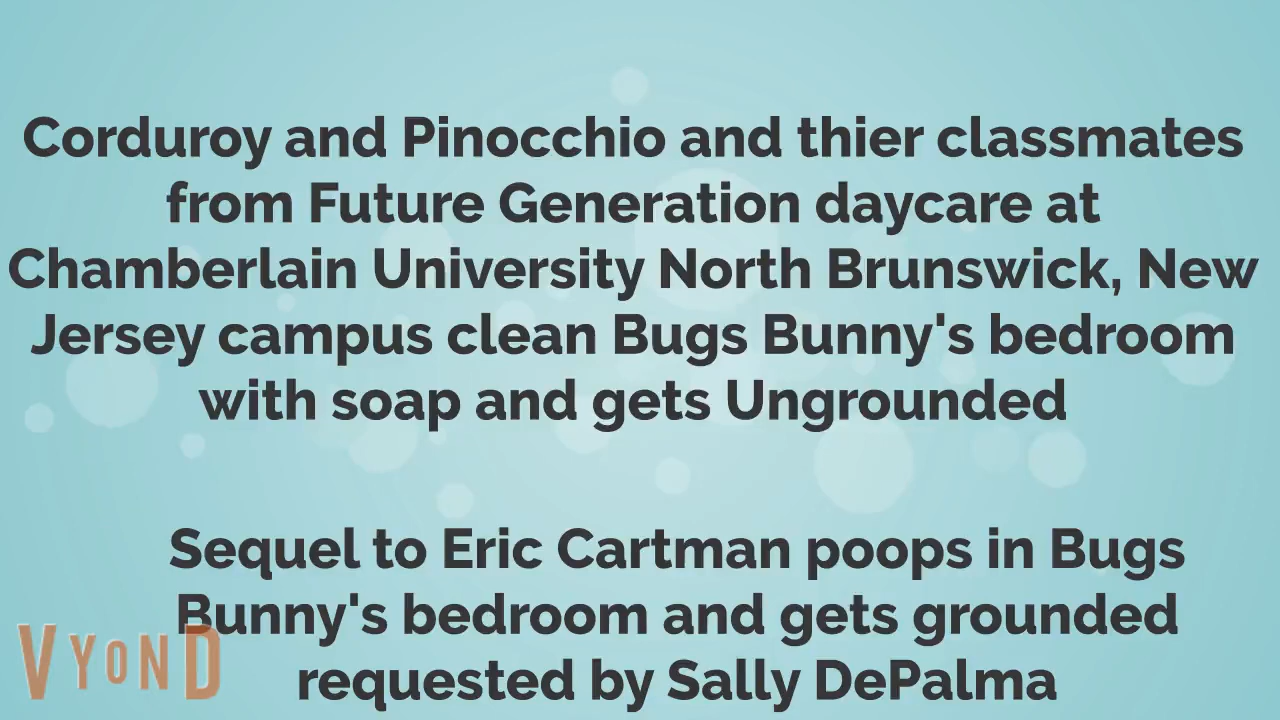 Corduroy and Pinocchio and thier classmates
from Future Generation daycare at
Chamberlain University North Brunswick, New
Jersey campus clean Bugs Bunny's bedroom
with soap and gets Ungrounded
Sequel to Eric Cartman poops in Bugs
Bunny's bedroom and gets grounded
requested by Sally DePalma
VYOND